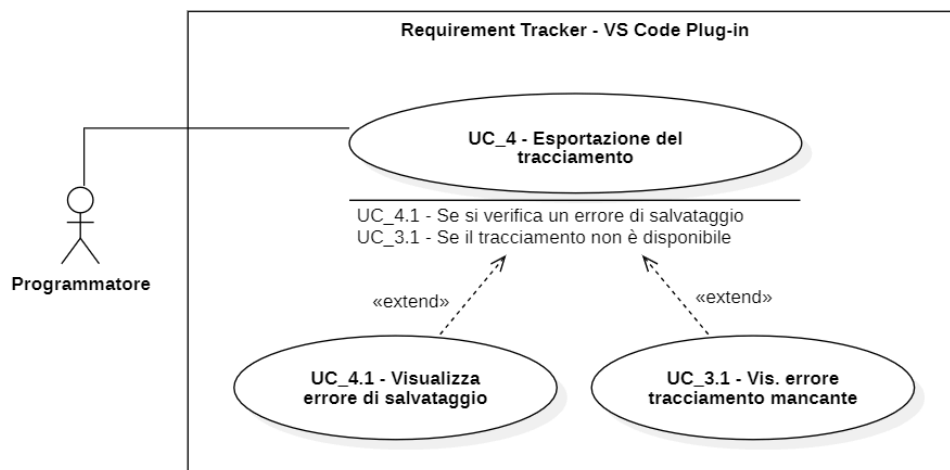 Requirement Tracker - VS Code Plug-in
UC_4 - Esportazione del
tracciamento
UC_4.1 - Se si verifica un errore di salvataggio
UC_3.1 - Se il tracciamento non è disponibile
Programmatore
«extend»
«extend»
UC_4.1 - Visualizza
errore di salvataggio
UC_3.1 - Vis. errore
tracciamento mancante